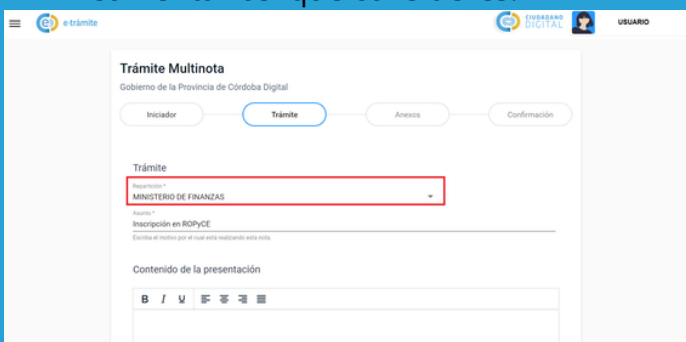 e-trámite
CIUDADANO
DIGITAL
USUARIO
Trámite Multinota
Gobierno de la Provincia de Córdoba Digital
Iniciador
Trámite
Anexos
Confirmación
Trámite
Repartición *
MINISTERIO DE FINANZAS
Asunto *
Inscripción en ROPyCE
Escriba el motivo por el cual está realizando esta nota.
Contenido de la presentación
B I U